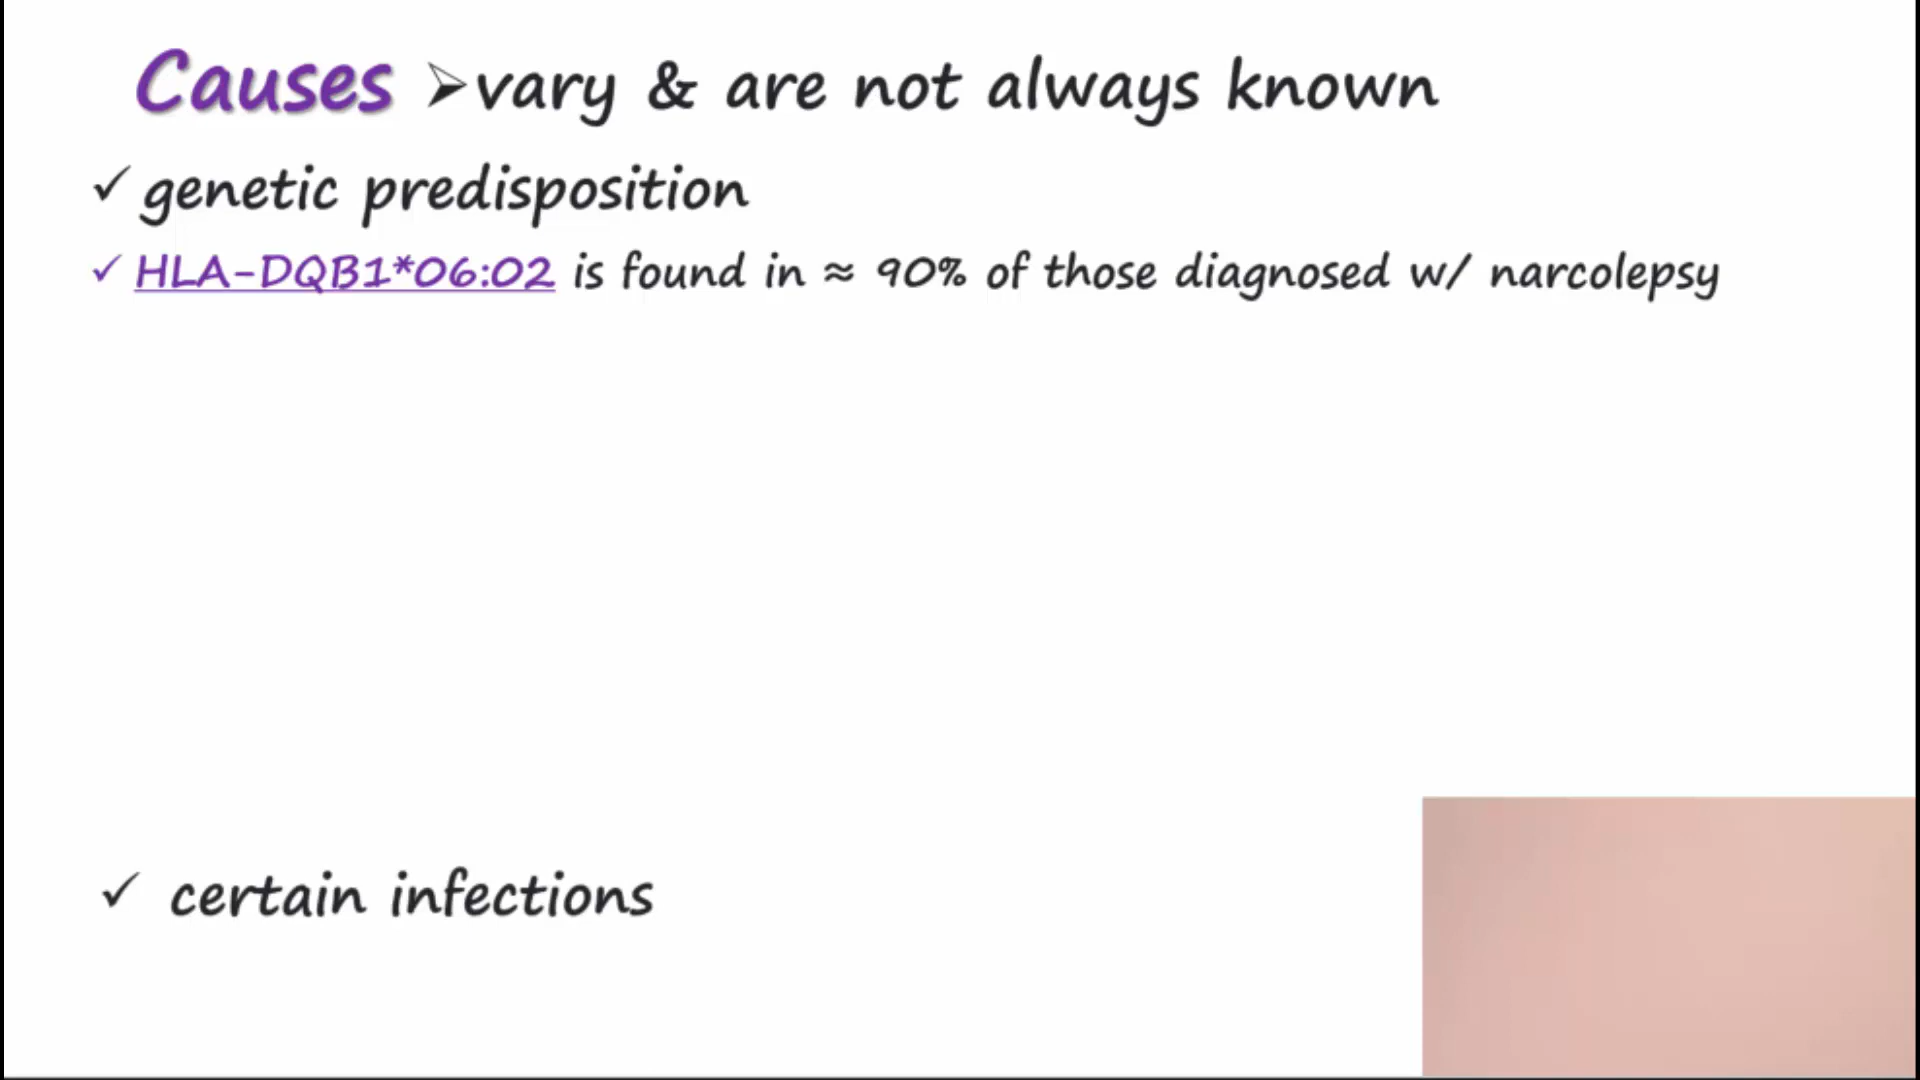 Causes ➢vary & are not always known
✓ genetic predisposition
✓ HLA-DQB1*06:02 is found in ≈ 90% of those diagnosed w/ narcolepsy
✓ certain infections